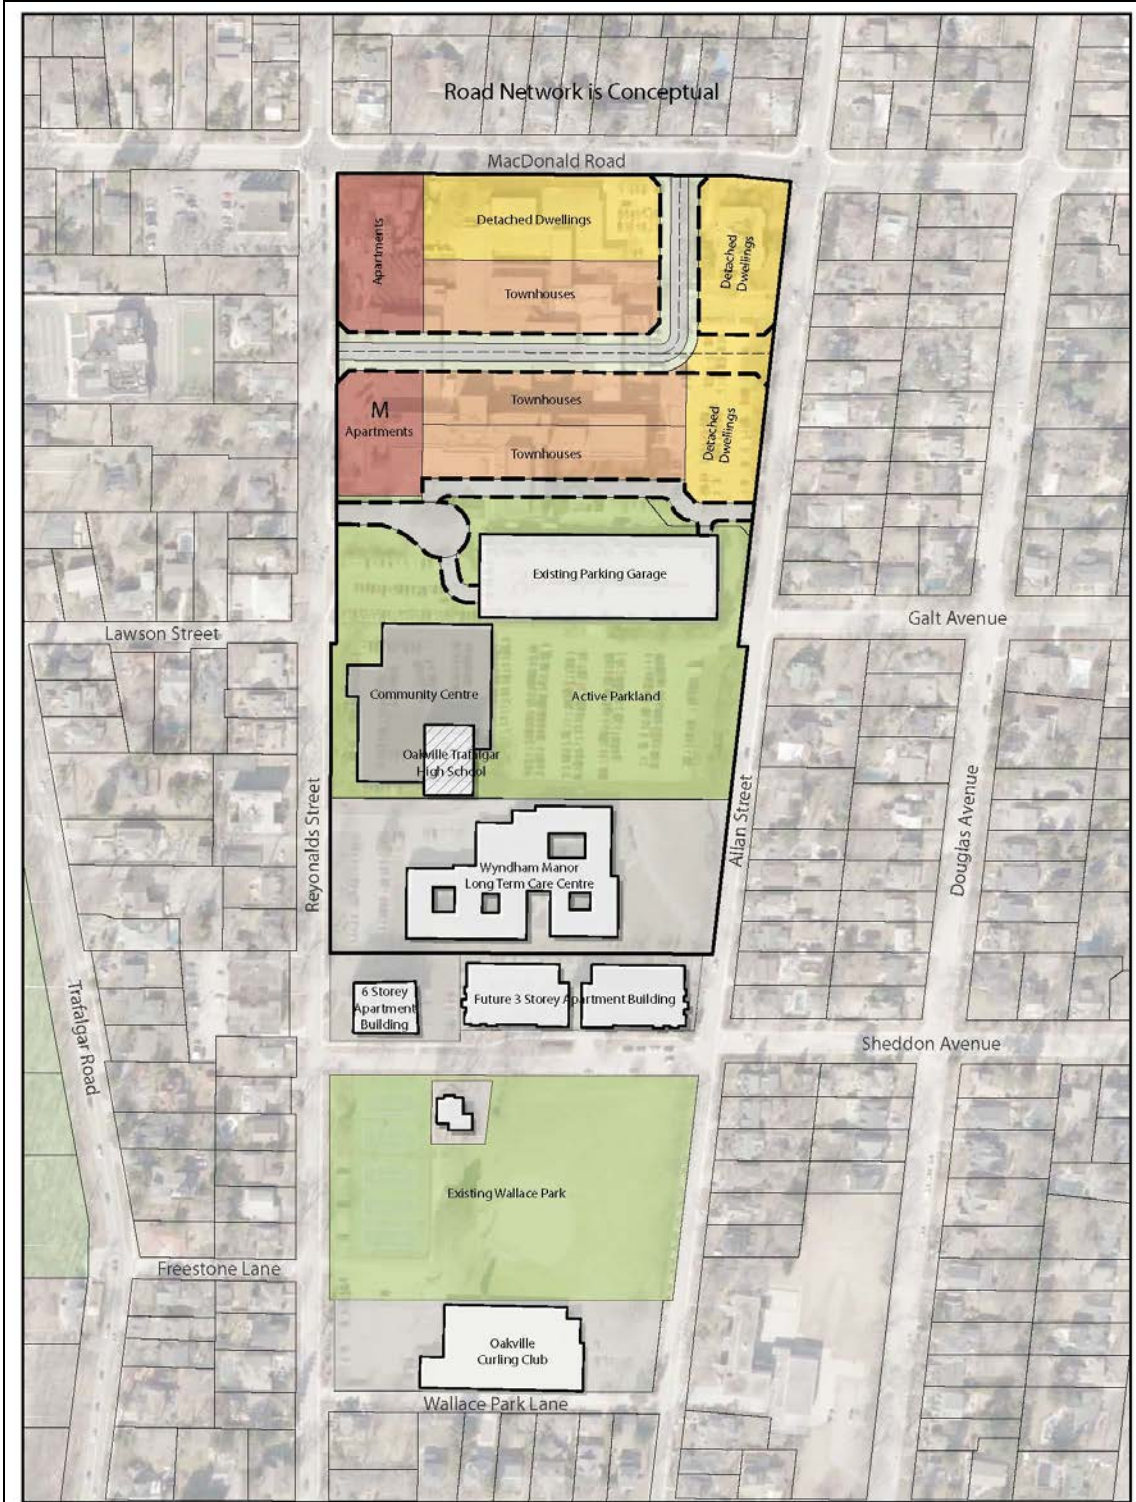 Road Network is Conceptual
MacDonald Road
Apartments
Detached Dwellings
Detached
Dwellings
Townhouses
M
Apartments
Townhouses
Detached
Dwellings
Townhouses
Existing Parking Garage
Galt Avenue
Lawson Street
Community Centre
Active Parkland
Oakville Trafalgar
High School
Reyonalds Street
Allan Street
Douglas Avenue
Wyndham Manor
Long Term Care Centre
Trafalgar Road
6 Storey
Apartment
Building
Future 3 Storey Apartment Building
Sheddon Avenue
Existing Wallace Park
Freestone Lane
Oakville
Curling Club
Wallace Park Lane